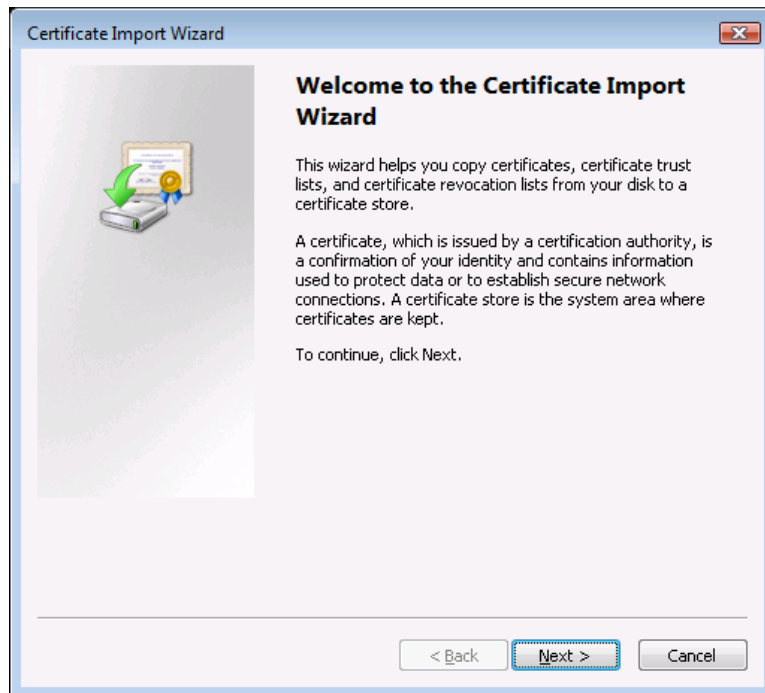 Certificate Import Wizard
Welcome to the Certificate Import
Wizard
This wizard helps you copy certificates, certificate trust
lists, and certificate revocation lists from your disk to a
certificate store.
A certificate, which is issued by a certification authority, is
a confirmation of your identity and contains information
used to protect data or to establish secure network
connections. A certificate store is the system area where
certificates are kept.
To continue, click Next.
< Back Next > Cancel